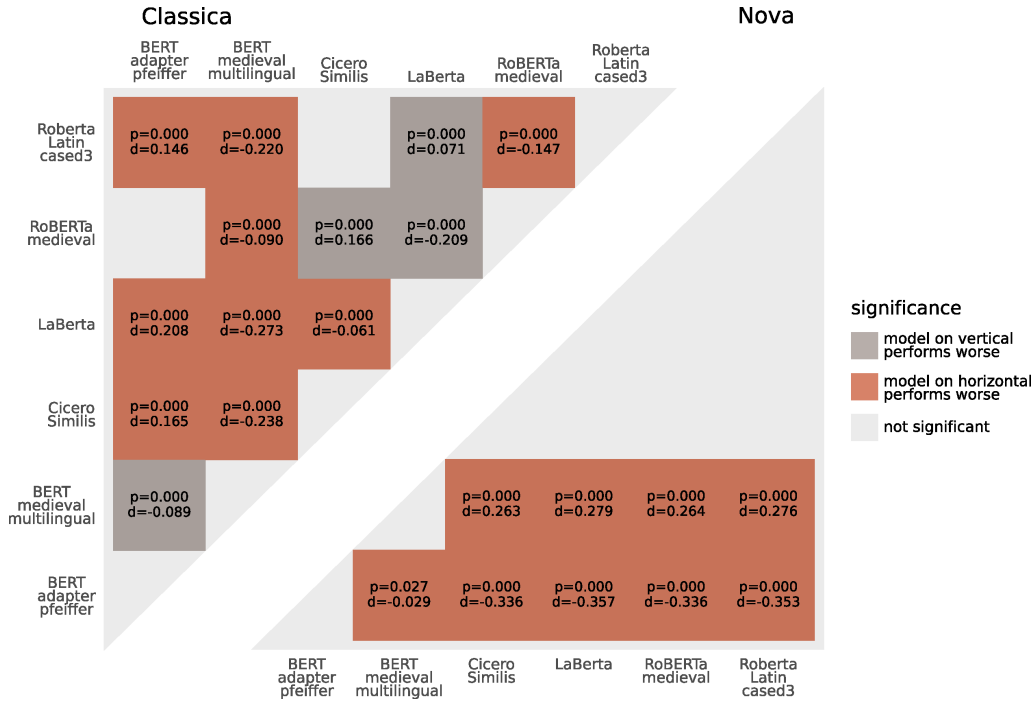 Classica
Nova
BERT
adapter
pfeiffer
BERT
medieval
multilingual
Cicero
Similis
LaBerta
RoBERTa
medieval
Roberta
Latin
cased3
Roberta
Latin
cased3
p=0.000
d=0.146
p=0.000
d=-0.220
p=0.000
d=0.071
p=0.000
d=-0.147
RoBERTa
medieval
p=0.000
d=-0.090
p=0.000
d=0.166
p=0.000
d=-0.209
LaBerta
p=0.000
d=0.208
p=0.000
d=-0.273
p=0.000
d=-0.061
Cicero
Similis
p=0.000
d=0.165
p=0.000
d=-0.238
BERT
medieval
multilingual
p=0.000
d=-0.089
p=0.000
d=0.263
p=0.000
d=0.279
p=0.000
d=0.264
p=0.000
d=0.276
BERT
adapter
pfeiffer
p=0.027
d=-0.029
p=0.000
d=-0.336
p=0.000
d=-0.357
p=0.000
d=-0.336
p=0.000
d=-0.353
BERT
adapter
pfeiffer
BERT
medieval
multilingual
Cicero
Similis
LaBerta
RoBERTa
medieval
Roberta
Latin
cased3
significance
model on vertical
performs worse
model on horizontal
performs worse
not significant